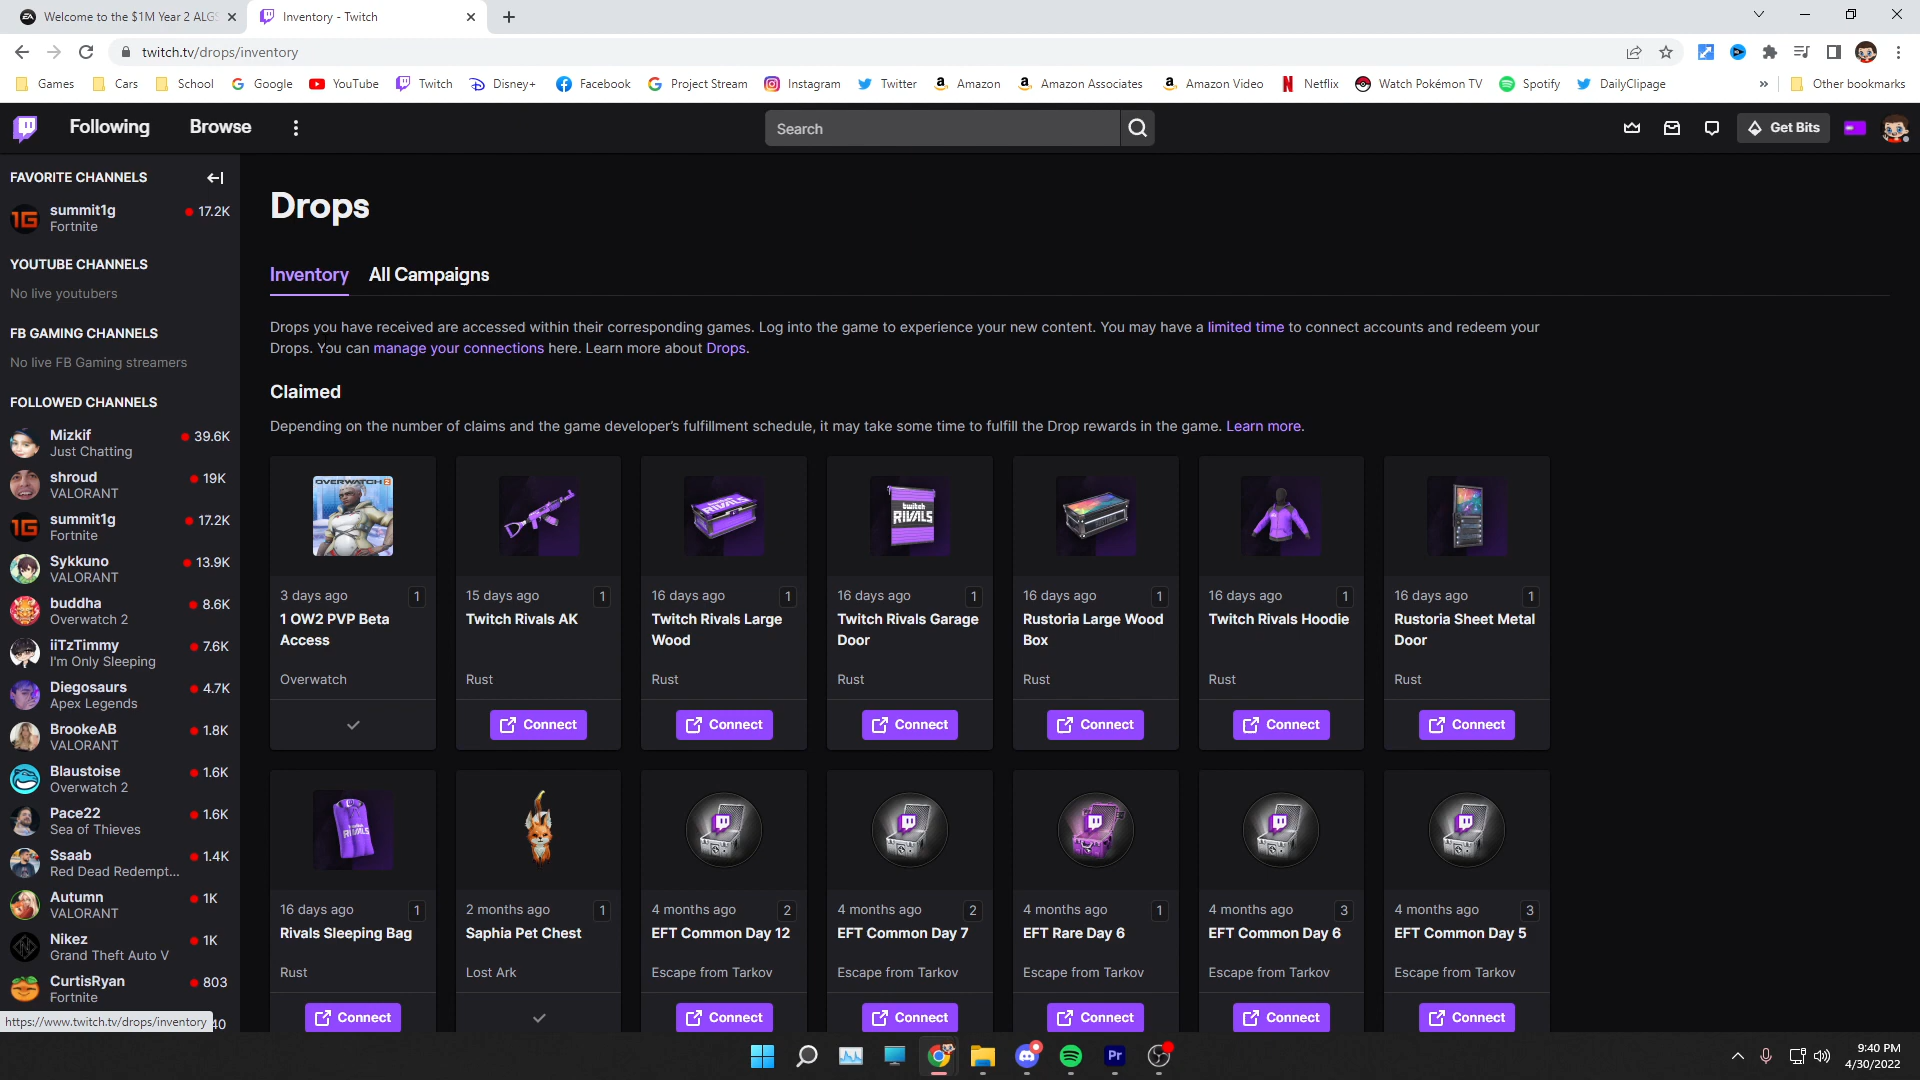 Welcome to the $1M Year 2 ALGS
Inventory - Twitch
twitch.tv/drops/inventory
Games
Cars
School
Google
YouTube
Twitch
Disney+
Facebook
Project Stream
Instagram
Twitter
Amazon
Amazon Associates
Amazon Video
Netflix
Watch Pokémon TV
Spotify
DailyClipage
»
Other bookmarks
Following
Browse
Search
Get Bits
FAVORITE CHANNELS
summit1g
17.2K
Fortnite
YOUTUBE CHANNELS
No live youtubers
FB GAMING CHANNELS
No live FB Gaming streamers
FOLLOWED CHANNELS
Mizkif
39.6K
Just Chatting
shroud
19K
VALORANT
summit1g
17.2K
Fortnite
Sykkuno
13.9K
VALORANT
buddha
8.6K
Overwatch 2
iiTzTimmy
7.6K
I'm Only Sleeping
Diegosaurs
4.7K
Apex Legends
BrookeAB
1.8K
VALORANT
Blaustoise
1.6K
Overwatch 2
Pace22
1.6K
Sea of Thieves
Ssaab
1.4K
Red Dead Redempt...
Autumn
1K
VALORANT
Nikez
1K
Grand Theft Auto V
CurtisRyan
803
Fortnite
https://www.twitch.tv/drops/inventory
40
Drops
Inventory
All Campaigns
Drops you have received are accessed within their corresponding games. Log into the game to experience your new content. You may have a limited time to connect accounts and redeem your
Drops. You can manage your connections here. Learn more about Drops.
Claimed
Depending on the number of claims and the game developer's fulfillment schedule, it may take some time to fulfill the Drop rewards in the game. Learn more.
OVERWATCH 2
3 days ago
1
1 OW2 PVP Beta
Access
Overwatch
15 days ago
1
Twitch Rivals AK
Rust
Connect
RIVALS
16 days ago
1
Twitch Rivals Large
Wood
Rust
Connect
twitch
RIVALS
16 days ago
1
Twitch Rivals Garage
Door
Rust
Connect
16 days ago
1
Rustoria Large Wood
Box
Rust
Connect
16 days ago
1
Twitch Rivals Hoodie
Rust
Connect
16 days ago
1
Rustoria Sheet Metal
Door
Rust
Connect
16 days ago
1
Rivals Sleeping Bag
Rust
Connect
2 months ago
1
Saphia Pet Chest
Lost Ark
4 months ago
2
EFT Common Day 12
Escape from Tarkov
Connect
4 months ago
2
EFT Common Day 7
Escape from Tarkov
Connect
4 months ago
1
EFT Rare Day 6
Escape from Tarkov
Connect
4 months ago
3
EFT Common Day 6
Escape from Tarkov
Connect
4 months ago
3
EFT Common Day 5
Escape from Tarkov
Connect
Pr
9:40 PM
4/30/2022